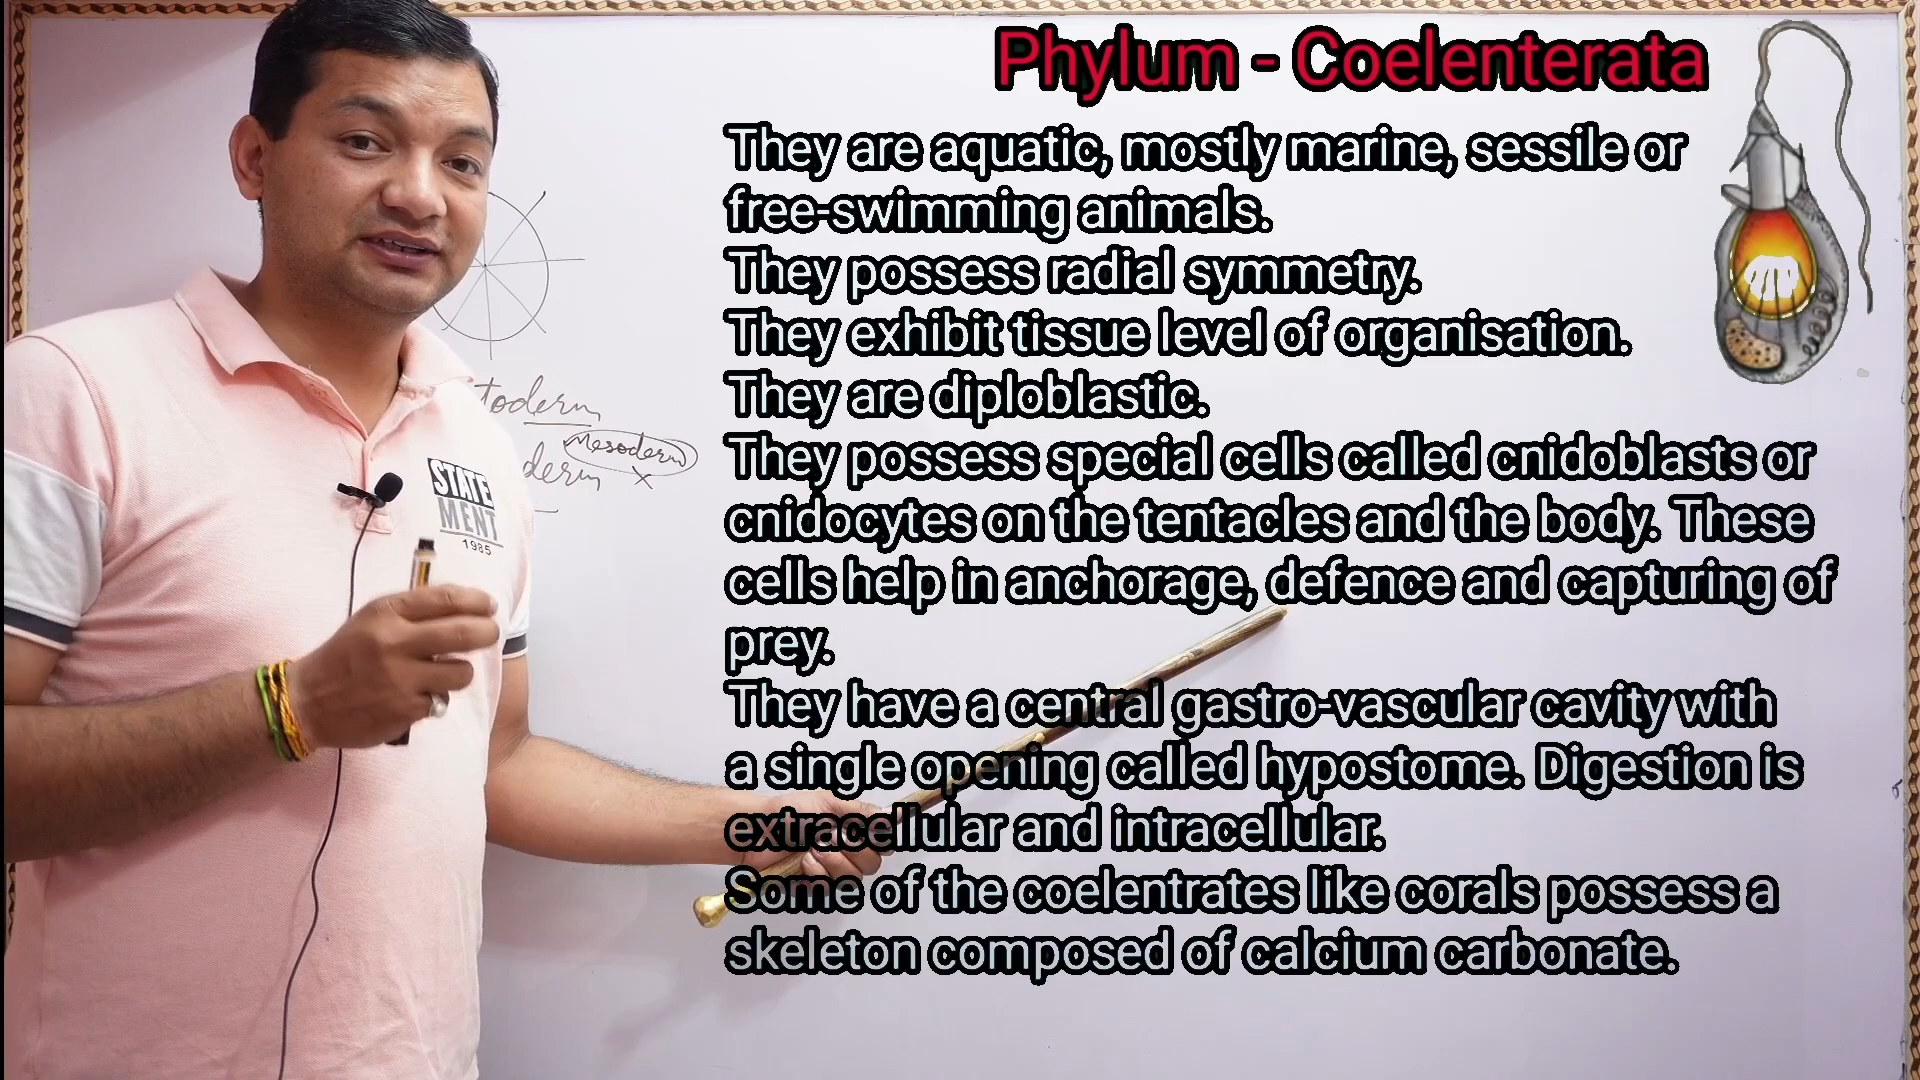 Phylum - Coelenterata
They are aquatic, mostly marine, sessile or
free-swimming animals.
They possess radial symmetry.
They exhibit tissue level of organisation.
They are diploblastic.
They possess special cells called cnidoblasts or
cnidocytes on the tentacles and the body. These
cells help in anchorage, defence and capturing of
prey.
They have a central gastro-vascular cavity with
a single opening called hypostome. Digestion is
extracellular and intracellular.
Some of the coelentrates like corals possess a
skeleton composed of calcium carbonate.
toderm
Mesoderm
derm x
STATE
MENT
1985